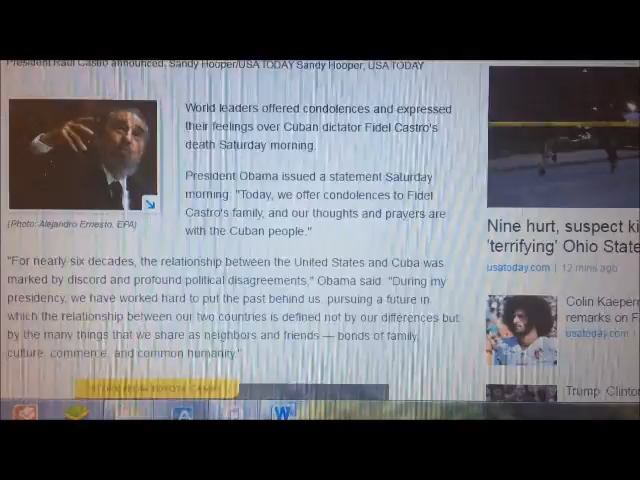 President Raul Castro announced. Sandy Hooper/USA TODAY Sandy Hooper, USA TODAY
World leaders offered condolences and expressed
their feelings over Cuban dictator Fidel Castro's
death Saturday morning.
President Obama issued a statement Saturday
morning: "Today, we offer condolences to Fidel
Castro's family, and our thoughts and prayers are
with the Cuban people."
(Photo: Alejandro Ernesto, EPA)
"For nearly six decades, the relationship between the United States and Cuba was
marked by discord and profound political disagreements," Obama said. "During my
presidency, we have worked hard to put the past behind us, pursuing a future in
which the relationship between our two countries is defined not by our differences but
by the many things that we share as neighbors and friends — bonds of family,
culture, commerce, and common humanity."
Nine hurt, suspect ki
'terrifying' Ohio State
usatoday.com | 12 mins ago
Colin Kaeper
remarks on F
usatoday.com |
Trump, Clinton
W